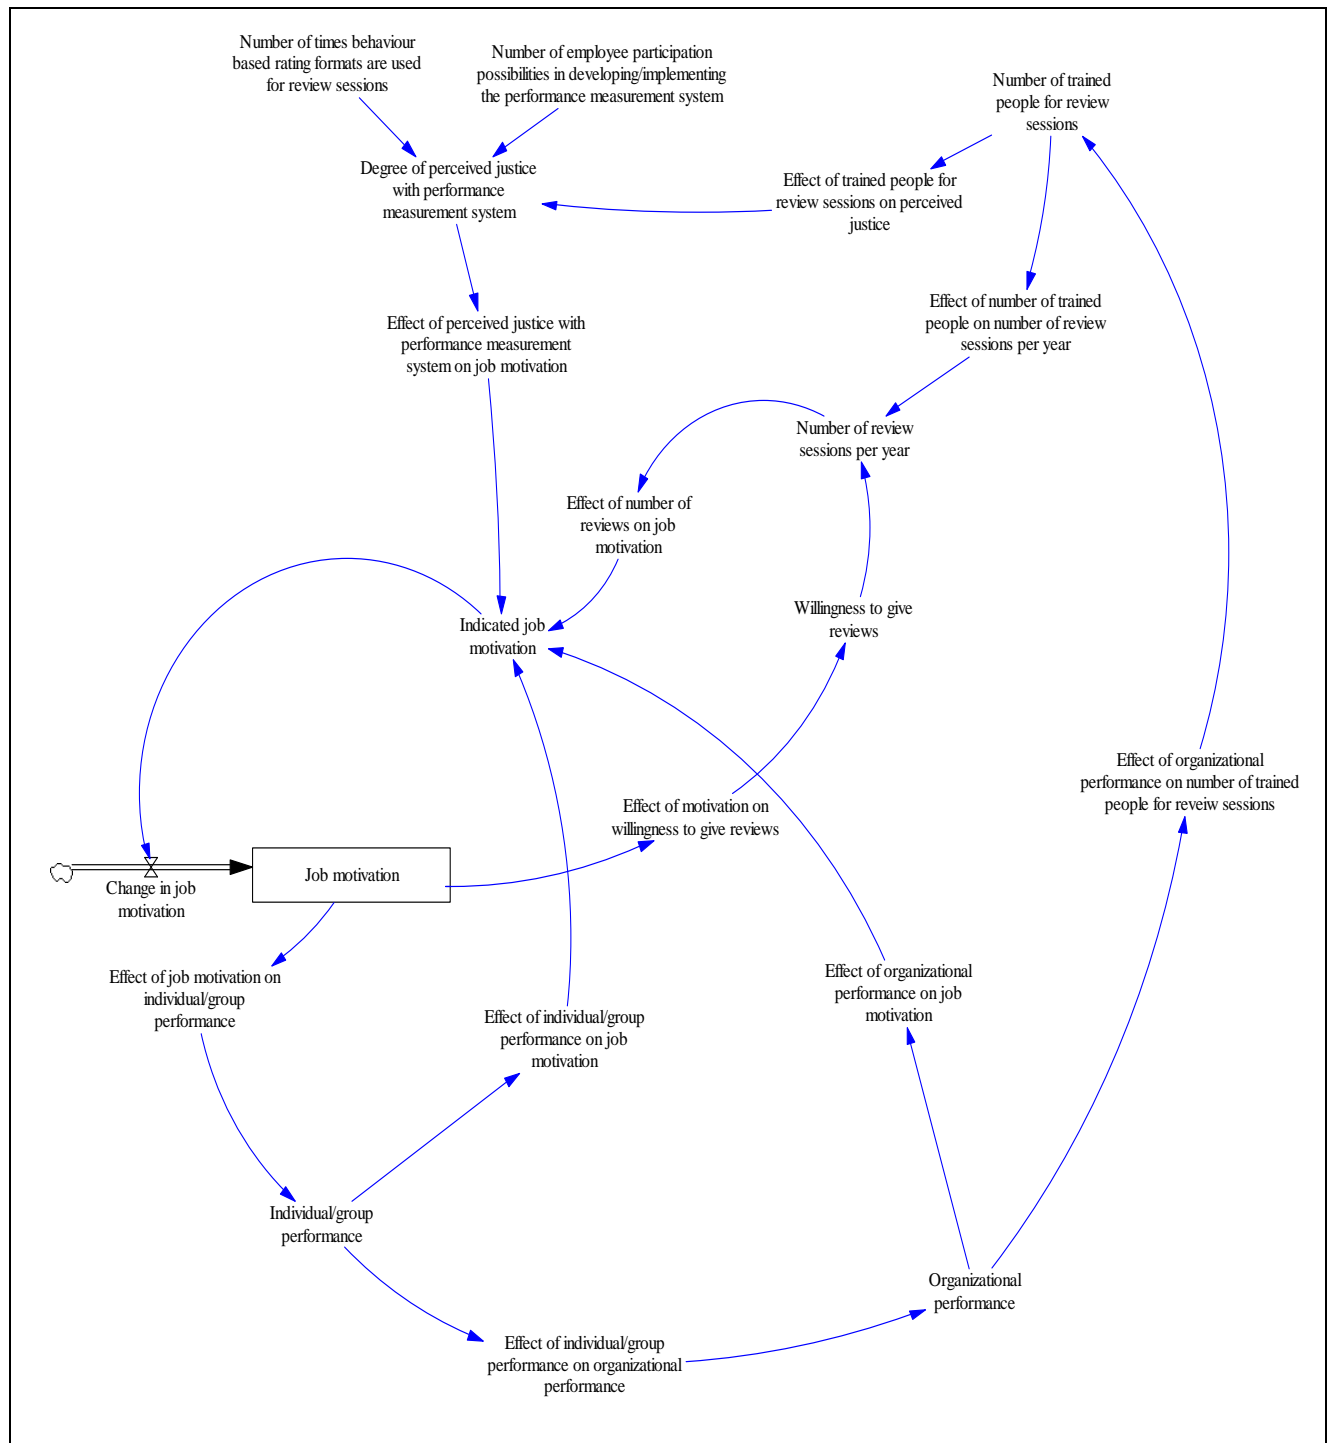 Number of times behaviour
based rating formats are used
for review sessions
Number of employee participation
possibilities in developing/implementing
the performance measurement system
Number of trained
people for review
sessions
Degree of perceived justice
with performance
measurement system
Effect of trained people for
review sessions on perceived
justice
Effect of number of trained
people on number of review
sessions per year
Effect of perceived justice with
performance measurement
system on job motivation
Number of review
sessions per year
Effect of number of
reviews on job
motivation
Willingness to give
reviews
Indicated job
motivation
Effect of organizational
performance on number of trained
people for reveiw sessions
Effect of motivation on
willingness to give reviews
Job motivation
Change in job
motivation
Effect of job motivation on
individual/group
performance
Effect of organizational
performance on job
motivation
Effect of individual/group
performance on job
motivation
Individual/group
performance
Organizational
performance
Effect of individual/group
performance on organizational
performance